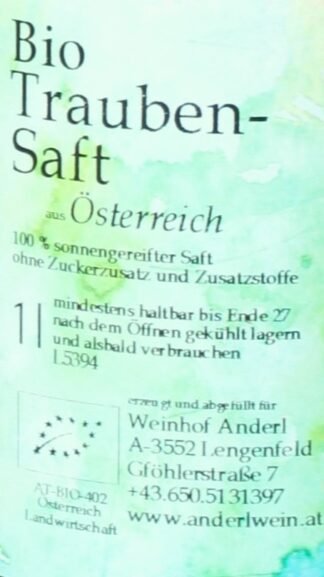 Bio
Trauben-
Saft
aus Österreich
100 % sonnengereifter Saft
ohne Zuckerzusatz und Zusatzstoffe
1l
mindestens haltbar bis Ende 27
nach dem Öffnen gekühlt lagern
und alsbald verbrauchen
L5394
erzeugt und abgefüllt für
Weinhof Anderl
A-3552 Lengenfeld
Gföhlerstraße 7
+43.650.5131397
www.anderlwein.at
AT-BIO-402
Österreich
Landwirtschaft